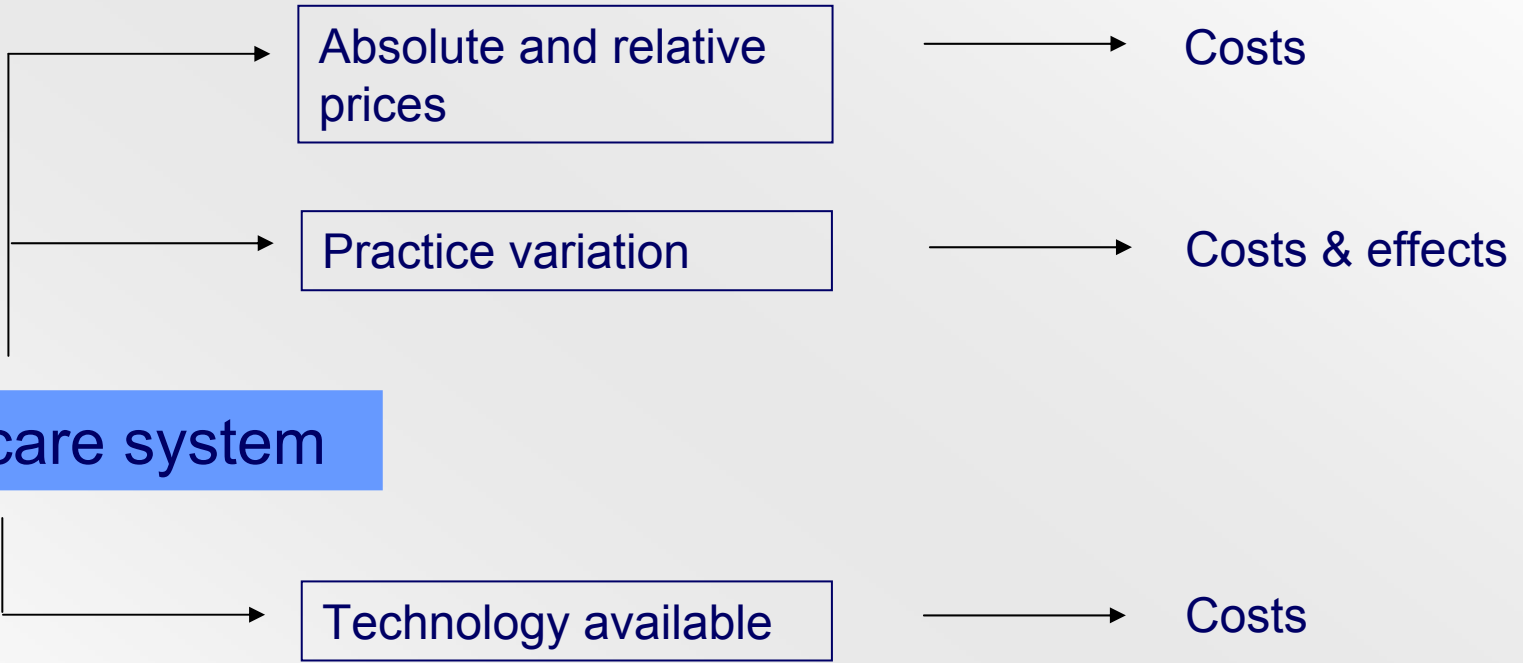 Absolute and relative
prices
Costs
Practice variation
Costs & effects
care system
Technology available
Costs